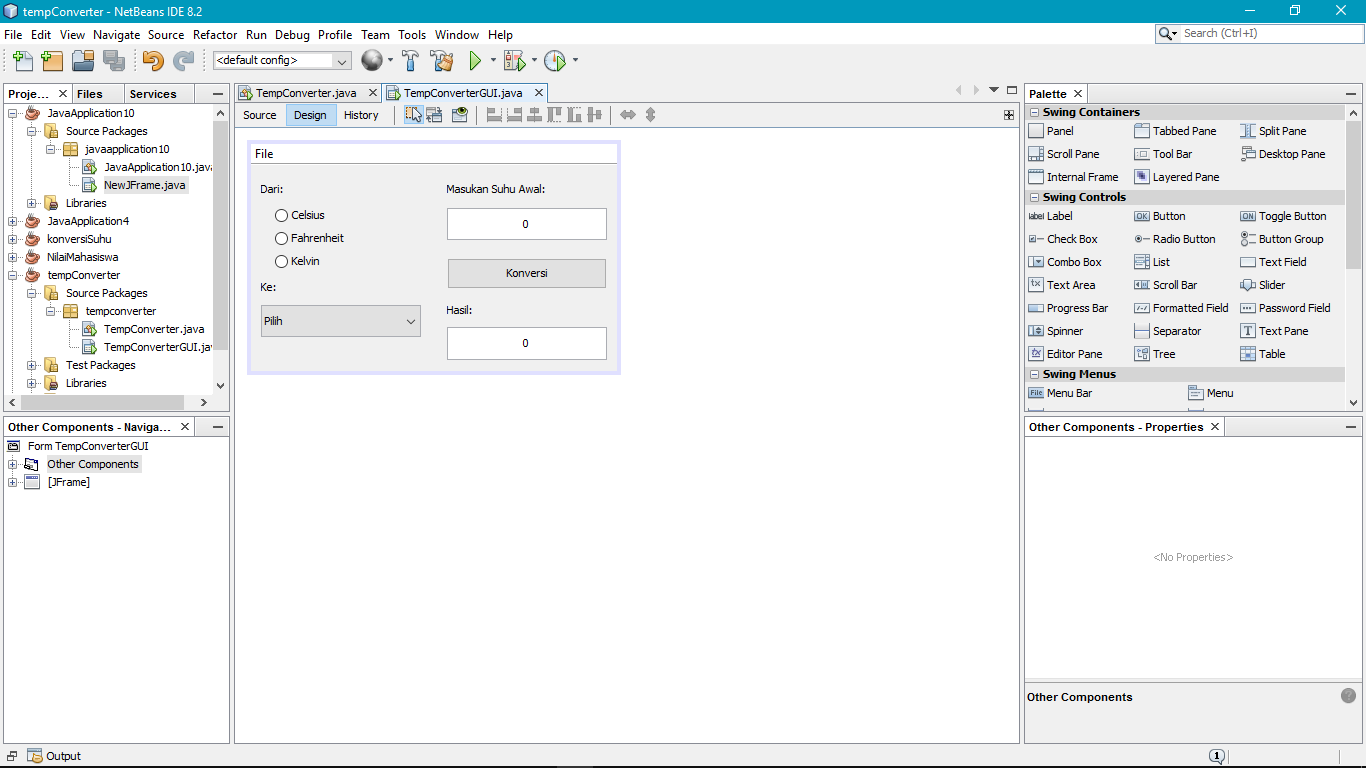 tempConverter - NetBeans IDE 8.2
File Edit View Navigate Source Refactor Run Debug Profile Team Tools Window Help
Search (Ctrl+I)
<default config>
Proje... Files Services
JavaApplication10
Source Packages
javaapplication10
JavaApplication10.java
NewJFrame.java
Libraries
JavaApplication4
konversiSuhu
NilaiMahasiswa
tempConverter
Source Packages
tempconverter
TempConverter.java
TempConverterGUI.jav
Test Packages
Libraries
Other Components - Naviga...
Form TempConverterGUI
Other Components
[JFrame]
TempConverter.java TempConverterGUI.java
Source Design History
File
Dari:
Celsius
Fahrenheit
Kelvin
Ke:
Pilih
Masukan Suhu Awal:
0
Konversi
Hasil:
0
Palette
Swing Containers
Panel Tabbed Pane Split Pane
Scroll Pane Tool Bar Desktop Pane
Internal Frame Layered Pane
Swing Controls
label Label OK Button ON Toggle Button
Check Box Radio Button Button Group
Combo Box List Text Field
Text Area Scroll Bar Slider
Progress Bar Formatted Field Password Field
Spinner Separator T Text Pane
Editor Pane Tree Table
Swing Menus
File Menu Bar Menu
Other Components - Properties
<No Properties>
Other Components
?
Output
1